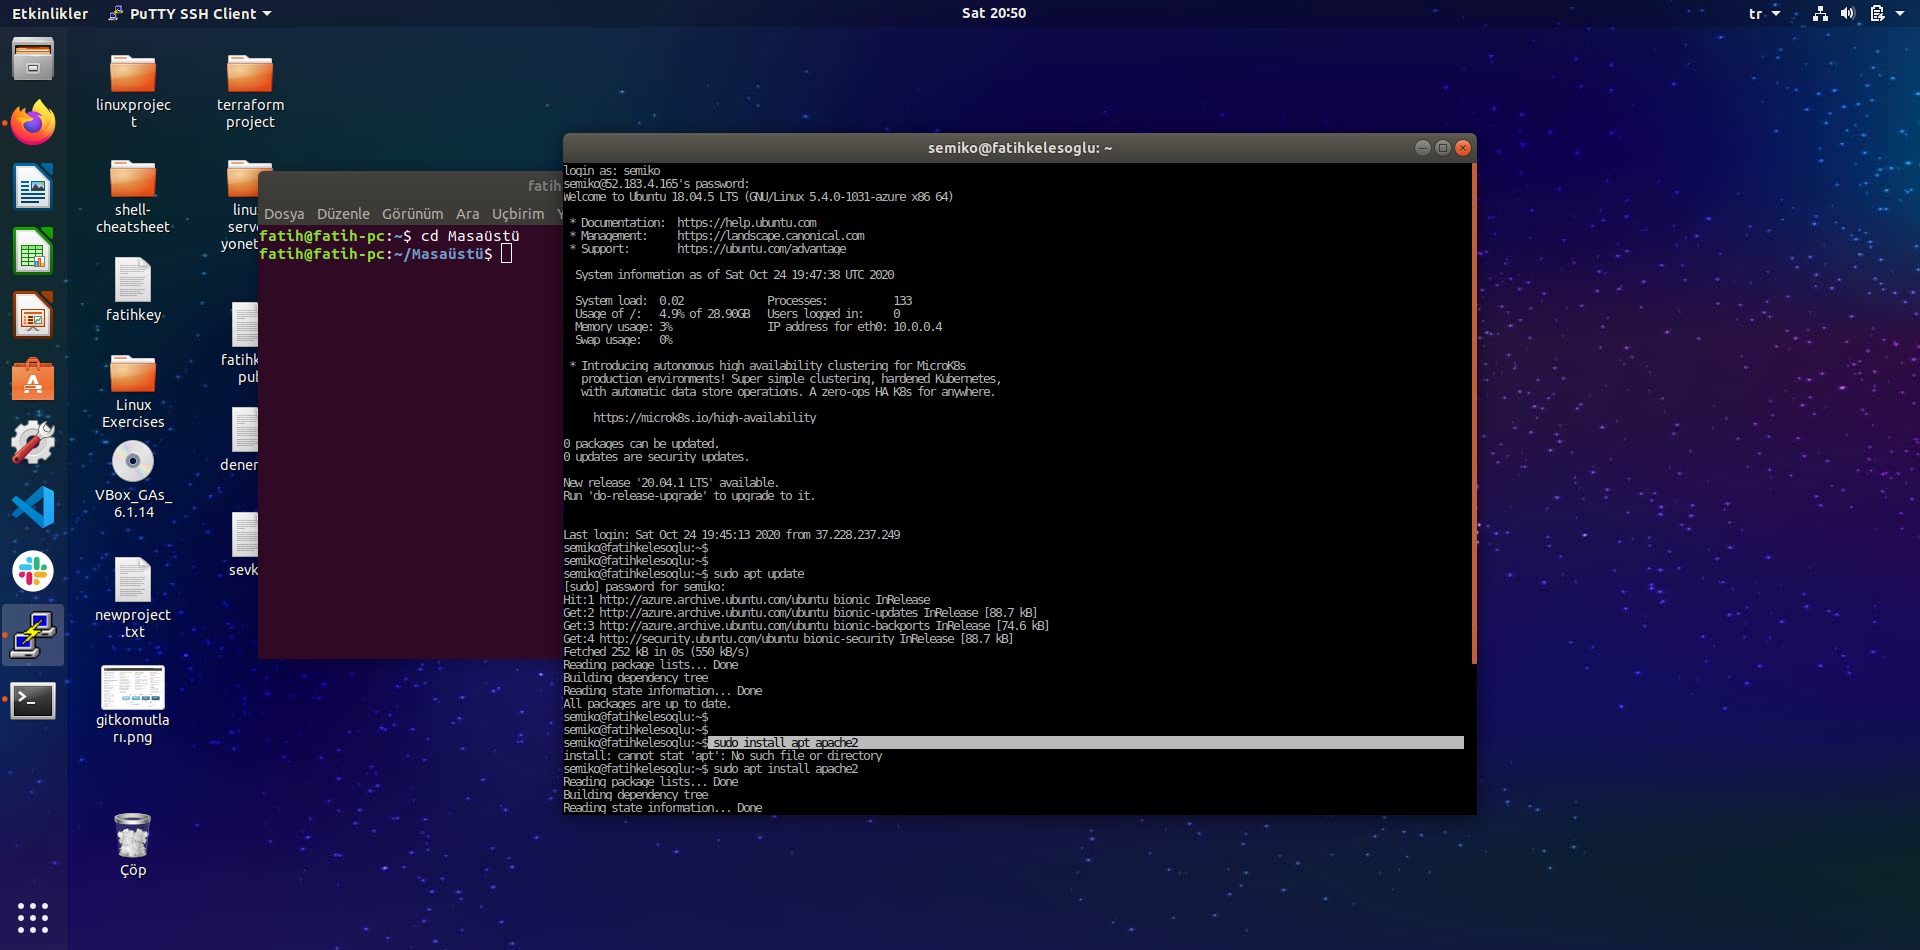 Etkinlikler
PuTTY SSH Client
Sat 20:50
tr
linuxprojec
t
terraform
project
shell-
cheatsheet
linu
serv
yonet
fatihkey
fatihk
pub
Linux
Exercises
dener
VBox_GAs_
6.1.14
sevk
newproject
.txt
gitkomutla
rı.png
Çöp
fatih
Dosya Düzenle Görünüm Ara Uçbirim Y
fatih@fatih-pc:~$ cd Masaüstü
fatih@fatih-pc:~/Masaüstü$
semiko@fatihkelesoglu: ~
login as: semiko
semiko@52.183.4.165's password:
Welcome to Ubuntu 18.04.5 LTS (GNU/Linux 5.4.0-1031-azure x86_64)
* Documentation: https://help.ubuntu.com
* Management: https://landscape.canonical.com
* Support: https://ubuntu.com/advantage
System information as of Sat Oct 24 19:47:38 UTC 2020
System load: 0.02 Processes: 133
Usage of /: 4.9% of 28.90GB Users logged in: 0
Memory usage: 3% IP address for eth0: 10.0.0.4
Swap usage: 0%
* Introducing autonomous high availability clustering for MicroK8s
production environments! Super simple clustering, hardened Kubernetes,
with automatic data store operations. A zero-ops HA K8s for anywhere.
https://microk8s.io/high-availability
0 packages can be updated.
0 updates are security updates.
New release '20.04.1 LTS' available.
Run 'do-release-upgrade' to upgrade to it.
Last login: Sat Oct 24 19:45:13 2020 from 37.228.237.249
semiko@fatihkelesoglu:~$
semiko@fatihkelesoglu:~$
semiko@fatihkelesoglu:~$ sudo apt update
[sudo] password for semiko:
Hit:1 http://azure.archive.ubuntu.com/ubuntu bionic InRelease
Get:2 http://azure.archive.ubuntu.com/ubuntu bionic-updates InRelease [88.7 kB]
Get:3 http://azure.archive.ubuntu.com/ubuntu bionic-backports InRelease [74.6 kB]
Get:4 http://security.ubuntu.com/ubuntu bionic-security InRelease [88.7 kB]
Fetched 252 kB in 0s (550 kB/s)
Reading package lists... Done
Building dependency tree
Reading state information... Done
All packages are up to date.
semiko@fatihkelesoglu:~$
semiko@fatihkelesoglu:~$
semiko@fatihkelesoglu:~$ sudo install apt apache2
install: cannot stat 'apt': No such file or directory
semiko@fatihkelesoglu:~$ sudo apt install apache2
Reading package lists... Done
Building dependency tree
Reading state information... Done